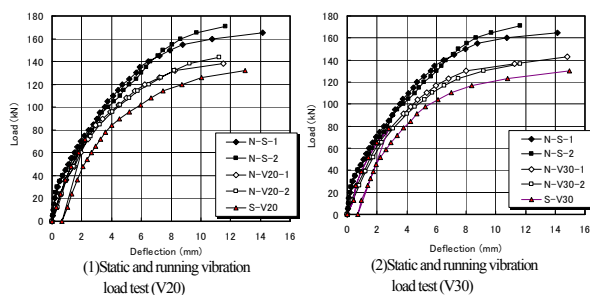 180
160
140
120
100
80
60
40
20
0
Load (kN)
0 2 4 6 8 10 12 14 16
Deflection (mm)
N-S-1
N-S-2
N-V20-1
N-V20-2
S-V20
(1)Static and running vibration
load test (V20)
180
160
140
120
100
80
60
40
20
0
Load (kN)
0 2 4 6 8 10 12 14 16
Deflection (mm)
N-S-1
N-S-2
N-V30-1
N-V30-2
S-V30
(2)Static and running vibration
load test (V30)